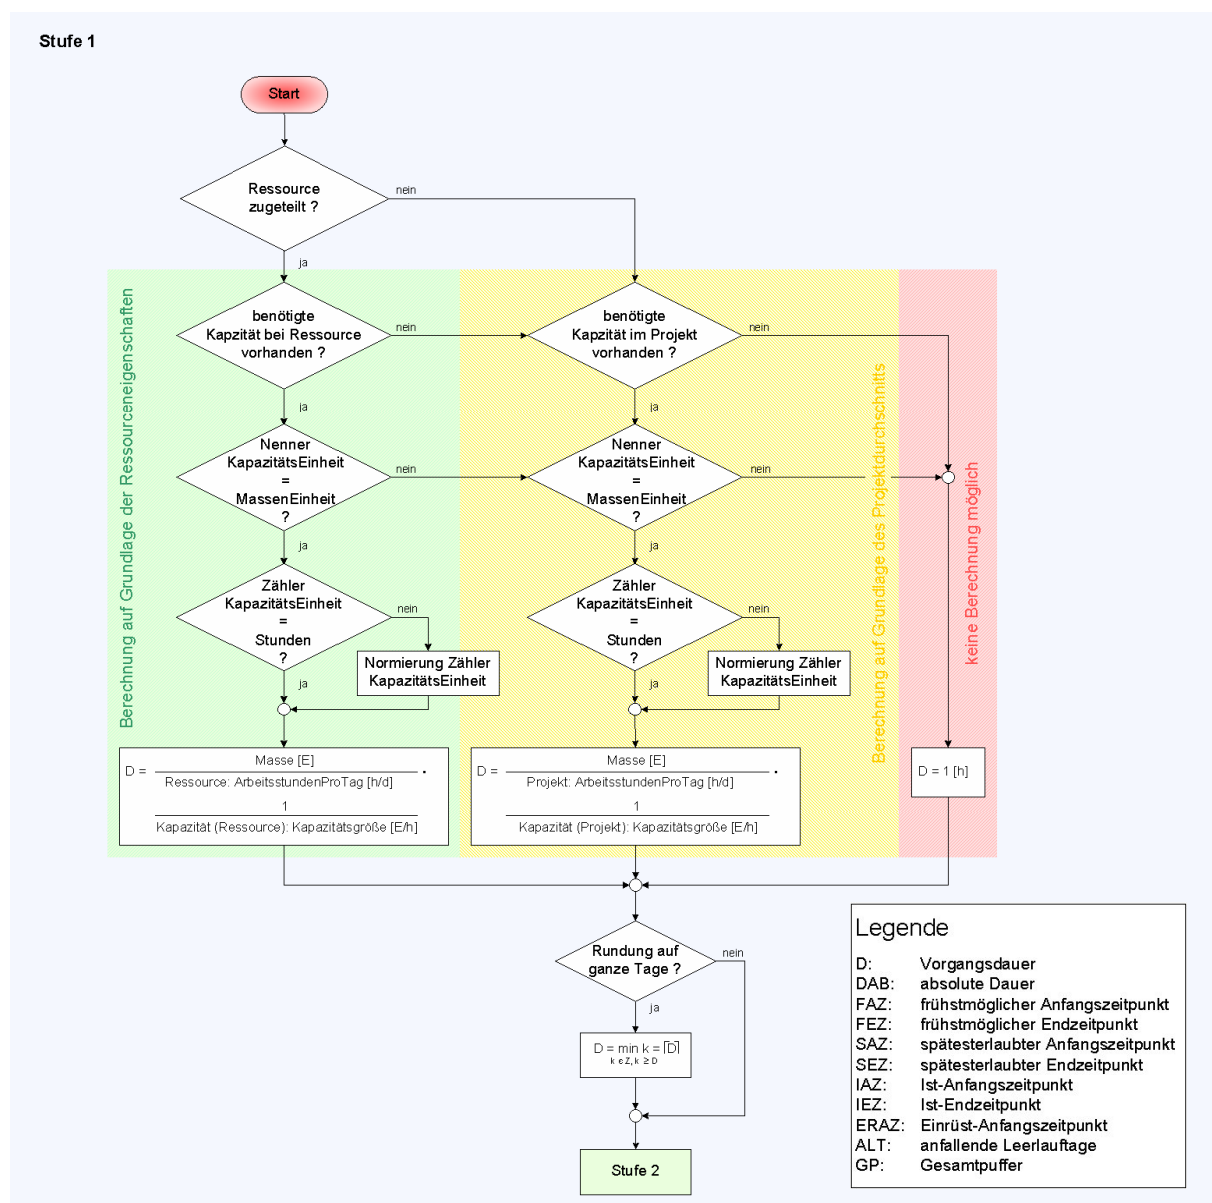 Stufe 1
Start
Ressource
zugeteilt ?
nein
ja
benötigte
Kapzität bei Ressource
vorhanden ?
nein
benötigte
Kapzität im Projekt
vorhanden ?
nein
ja
ja
Nenner
KapazitätsEinheit
=
MassenEinheit
?
nein
Nenner
KapazitätsEinheit
=
MassenEinheit
?
nein
ja
ja
Zähler
KapazitätsEinheit
=
Stunden
?
nein
Normierung Zähler
KapazitätsEinheit
ja
Zähler
KapazitätsEinheit
=
Stunden
?
nein
Normierung Zähler
KapazitätsEinheit
ja
Berechnung auf Grundlage der Ressourceneigenschaften
Berechnung auf Grundlage des Projektdurchschnitts
keine Berechnung möglich
D =
Masse [E]
Ressource: ArbeitsstundenProTag [h/d]
·
1
Kapazität (Ressource): Kapazitätsgröße [E/h]
D =
Masse [E]
Projekt: ArbeitsstundenProTag [h/d]
·
1
Kapazität (Projekt): Kapazitätsgröße [E/h]
D = 1 [h]
Rundung auf
ganze Tage ?
nein
ja
D = min k = ⌈D⌉
k ∈ Z, k ≥ D
Stufe 2
Legende
D: Vorgangsdauer
DAB: absolute Dauer
FAZ: frühstmöglicher Anfangszeitpunkt
FEZ: frühstmöglicher Endzeitpunkt
SAZ: spätesterlaubter Anfangszeitpunkt
SEZ: spätesterlaubter Endzeitpunkt
IAZ: Ist-Anfangszeitpunkt
IEZ: Ist-Endzeitpunkt
ERAZ: Einrüst-Anfangszeitpunkt
ALT: anfallende Leerlauftage
GP: Gesamtpuffer